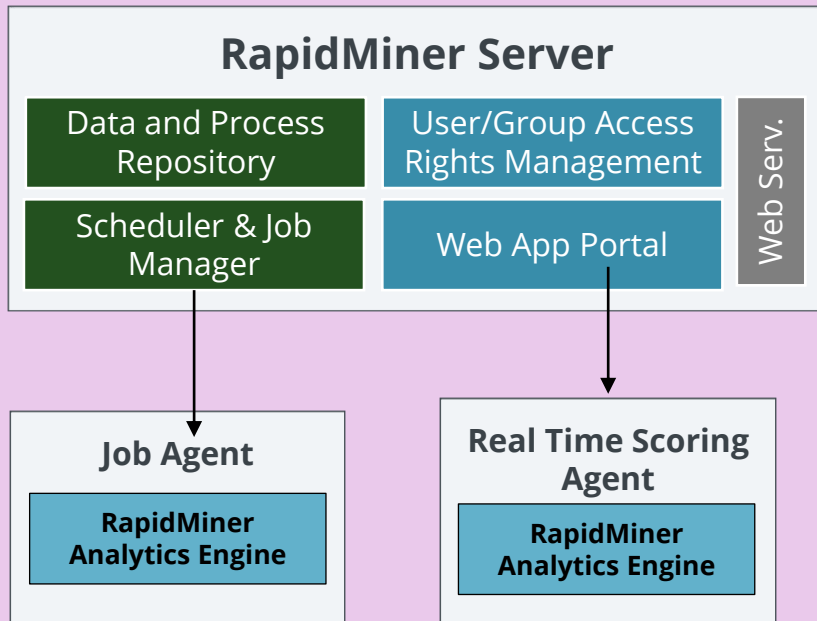 RapidMiner Server
Data and Process
Repository
User/Group Access
Rights Management
Web Serv.
Scheduler & Job
Manager
Web App Portal
Job Agent
RapidMiner
Analytics Engine
Real Time Scoring
Agent
RapidMiner
Analytics Engine